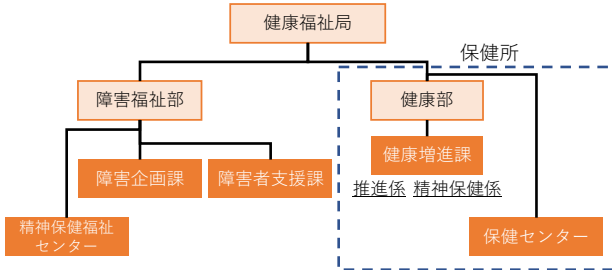 健康福祉局
保健所
障害福祉部
健康部
健康増進課
障害企画課
障害者支援課
推進係 精神保健係
精神保健福祉
センター
保健センター